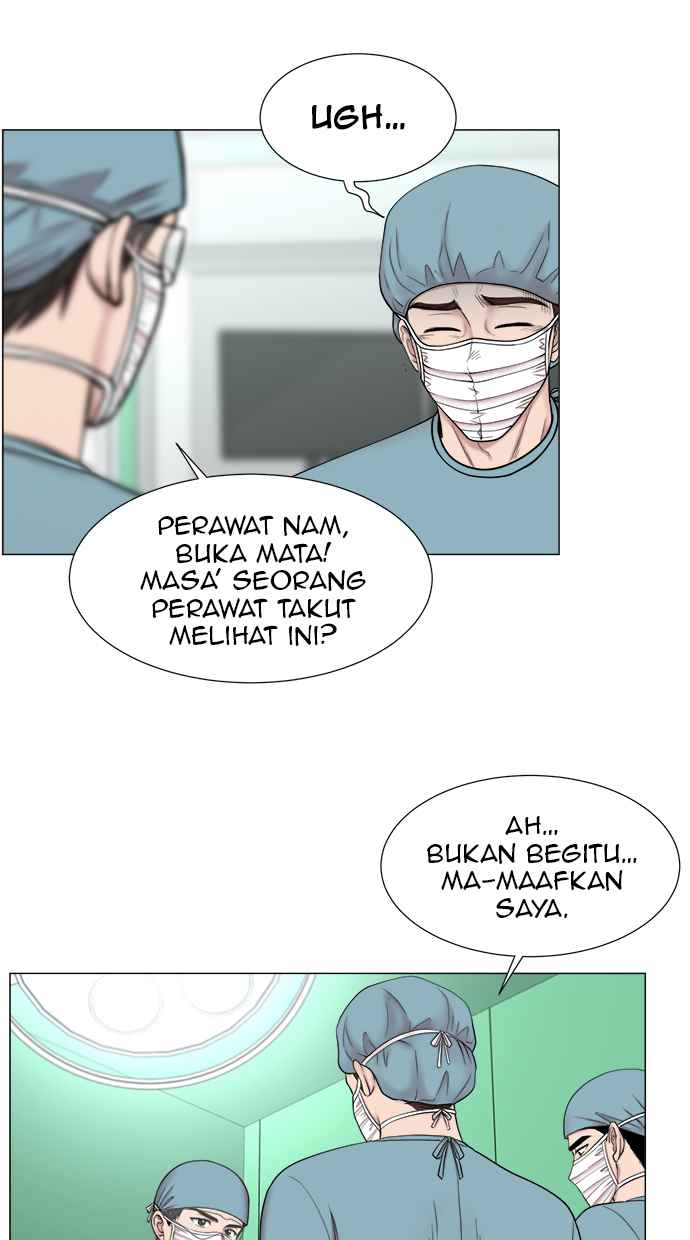 UGH...
PERAWAT NAM,
BUKA MATA!
MASA' SEORANG
PERAWAT TAKUT
MELIHAT INI?
AH...
BUKAN BEGITU...
MA-MAAFKAN
SAYA.